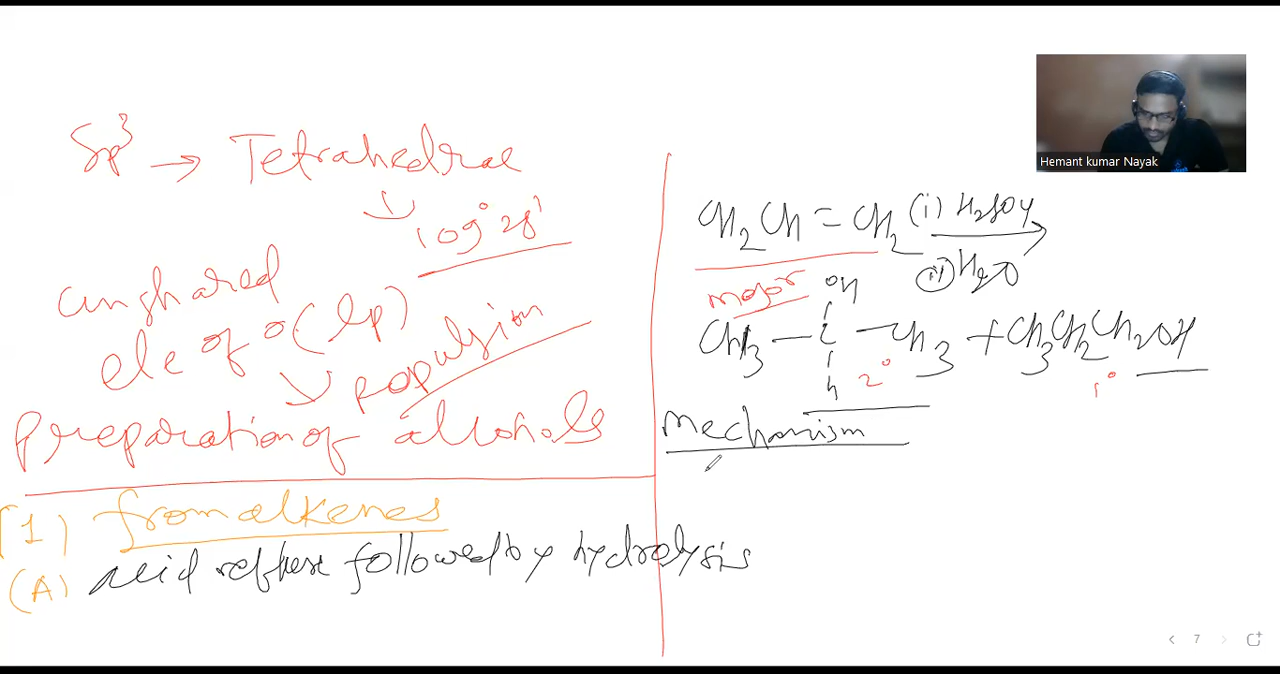 Sp³ → Tetrahedral
109° 28'
unshared
ele of o (lp)
repulsion
Preparation of alcohols
(1) from alkenes
(A) acid followed by hydrolysis
Hemant kumar Nayak
CH2CH=CH2 (i) H2SO4
(ii) H2O
major
OH
CH3 — C — CH3 + CH3CH2CH2OH
H 2° 1°
Mechanism
7